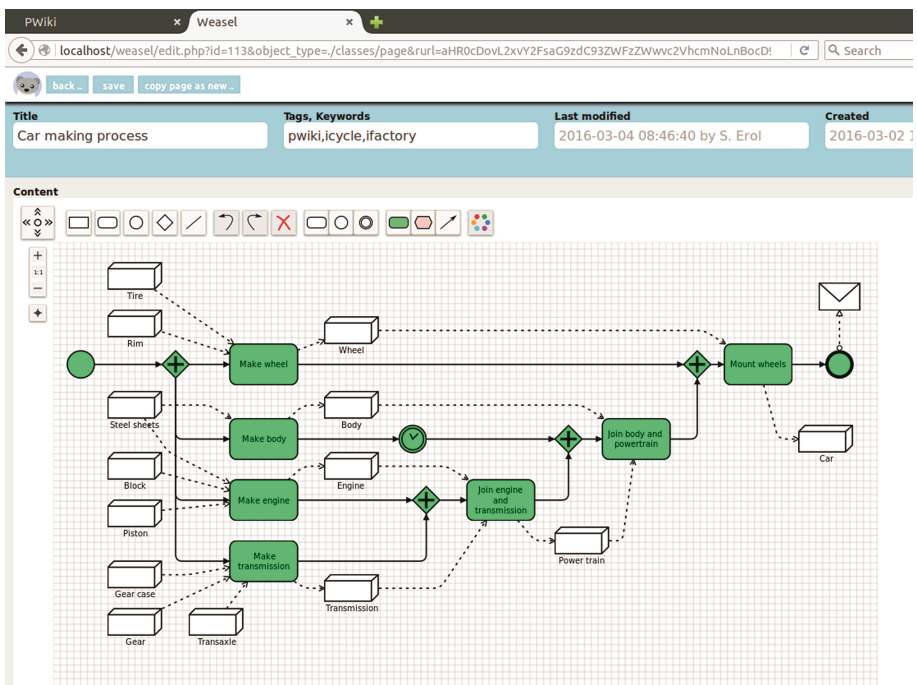 PWiki
Weasel
localhost/weasel/edit.php?id=113&object_type=./classes/page&rurl=aHR0cDovL2xvY2FsaG9zdC93ZWFzZWwvc2VhcmNoLnBocD
Search
back ..
save
copy page as new ..
Title
Tags, Keywords
Last modified
Created
Car making process
pwiki,icycle,ifactory
2016-03-04 08:46:40 by S. Erol
2016-03-02 1
Content
1:1
Tire
Rim
Wheel
Make wheel
Mount wheels
Steel sheets
Body
Make body
Join body and
powertrain
Car
Block
Engine
Make engine
Join engine
and
transmission
Piston
Power train
Make
transmission
Gear case
Transmission
Gear
Transaxle